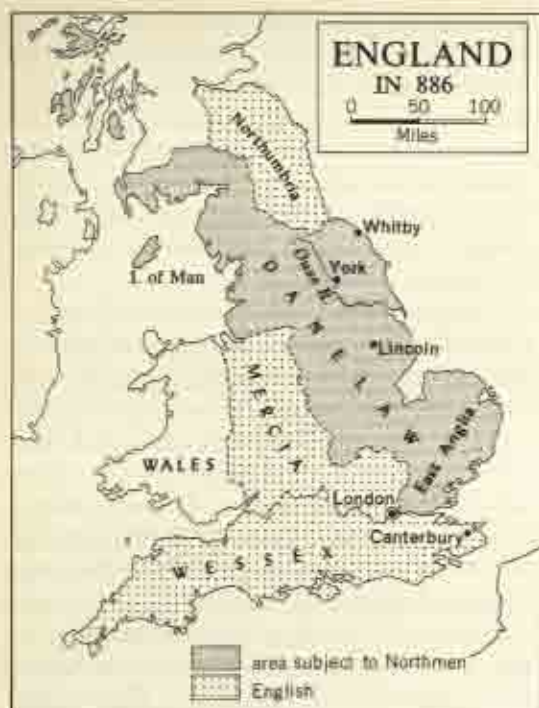 ENGLAND
IN 886
0 50 100
Miles
Northumbria
Whitby
Ouse R.
York
I. of Man
DANELAW
Lincoln
MERCIA
WALES
East Anglia
London
Canterbury
WESSEX
area subject to Northmen
English